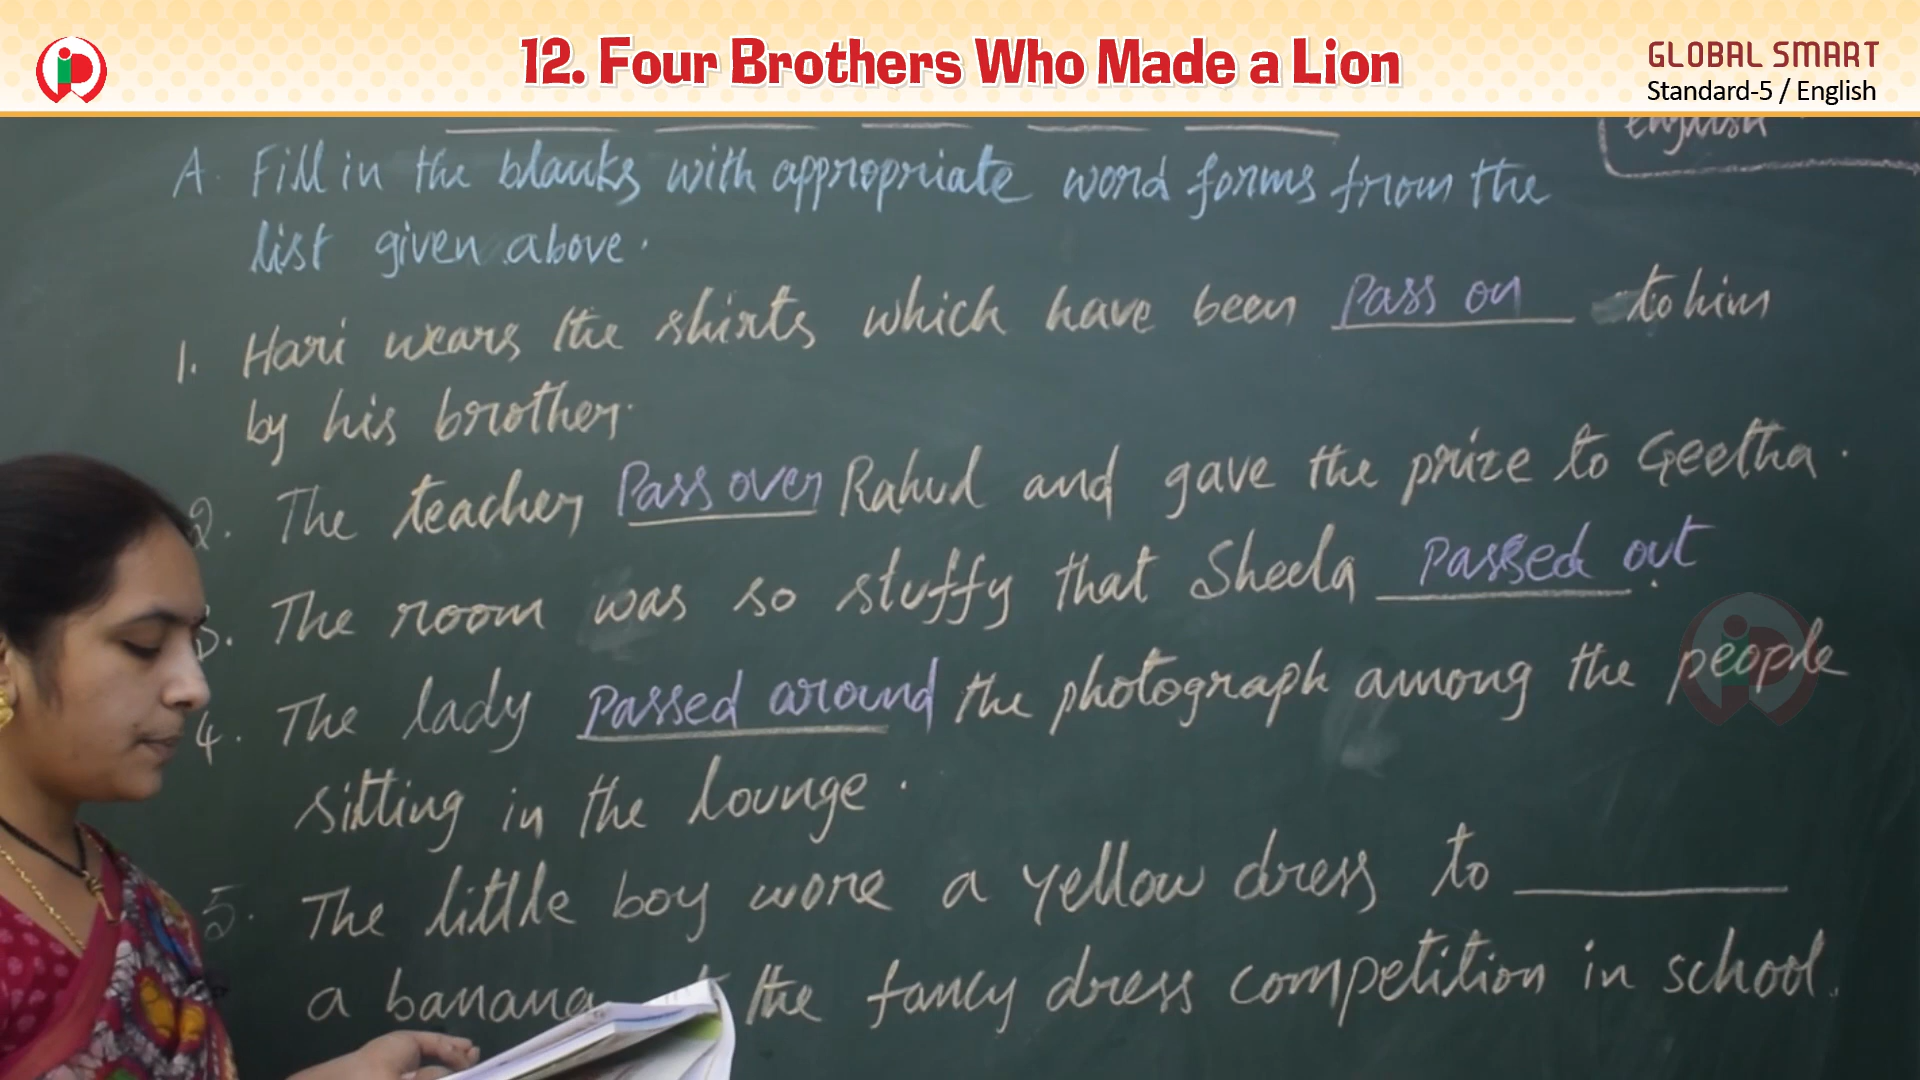 12. Four Brothers Who Made a Lion
GLOBAL SMART
Standard-5 / English
english
A. Fill in the blanks with appropriate word forms from the
list given above.
1. Hari wears the shirts which have been Pass on to him
by his brother.
2. The teacher Pass over Rahul and gave the prize to Geetha.
3. The room was so stuffy that Sheela Passed out.
4. The lady Passed around the photograph among the people
sitting in the lounge.
5. The little boy wore a yellow dress to ________
a banana the fancy dress competition in school.